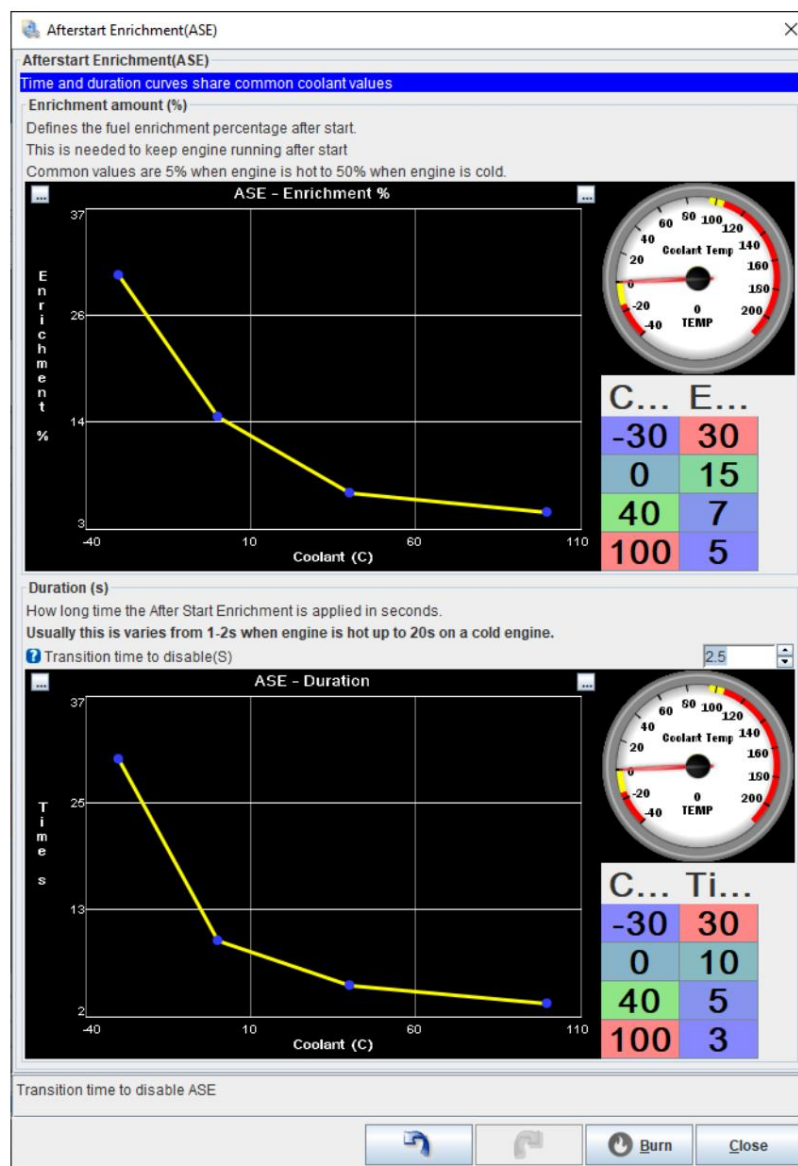 Afterstart Enrichment(ASE)
Afterstart Enrichment(ASE)
Time and duration curves share common coolant values
Enrichment amount (%)
Defines the fuel enrichment percentage after start.
This is needed to keep engine running after start
Common values are 5% when engine is hot to 50% when engine is cold.
... ASE - Enrichment % ...
Enrichment %
37
26
14
3
-40 10 60 110
Coolant (C)
-40 -20 0 20 40 60 80 100 120 140 160 180 200
Coolant Temp
0
TEMP
C... E...
-30 30
0 15
40 7
100 5
Duration (s)
How long time the After Start Enrichment is applied in seconds.
Usually this is varies from 1-2s when engine is hot up to 20s on a cold engine.
? Transition time to disable(S) 2.5
... ASE - Duration ...
Time s
37
25
13
2
-40 10 60 110
Coolant (C)
-40 -20 0 20 40 60 80 100 120 140 160 180 200
Coolant Temp
0
TEMP
C... Ti...
-30 30
0 10
40 5
100 3
Transition time to disable ASE
Burn Close